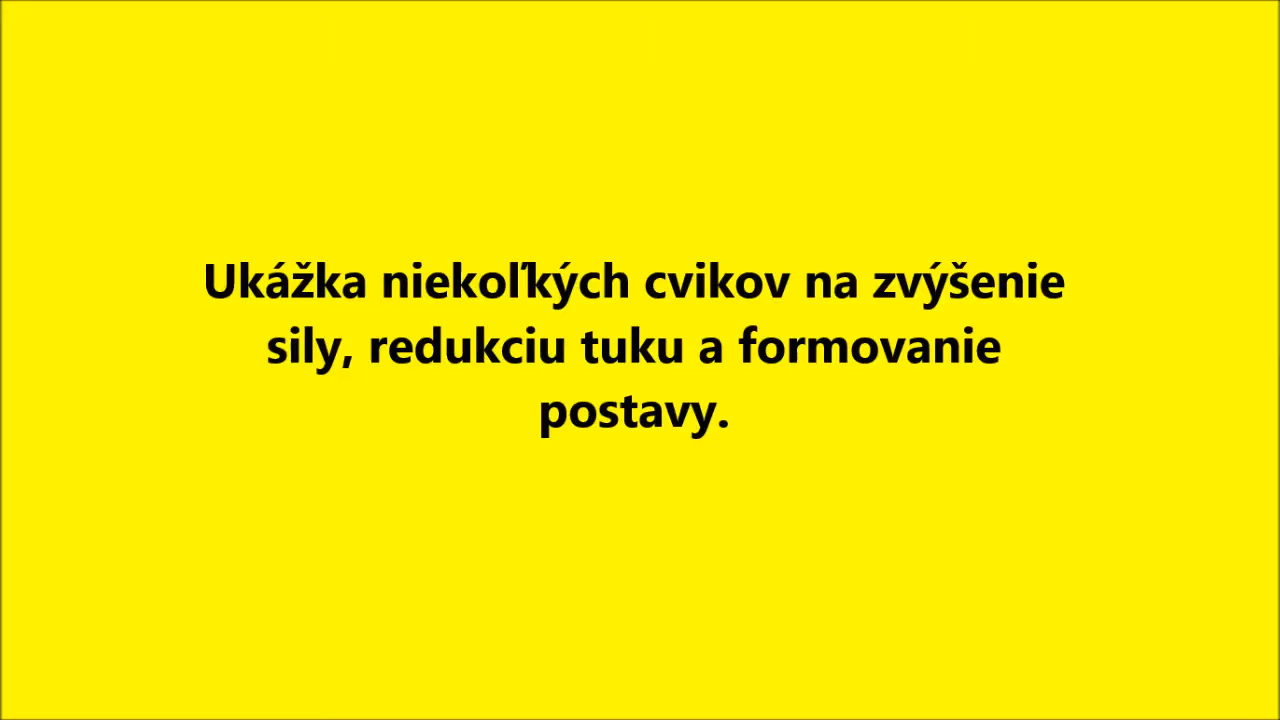 Ukážka niekoľkých cvikov na zvýšenie
sily, redukciu tuku a formovanie
postavy.